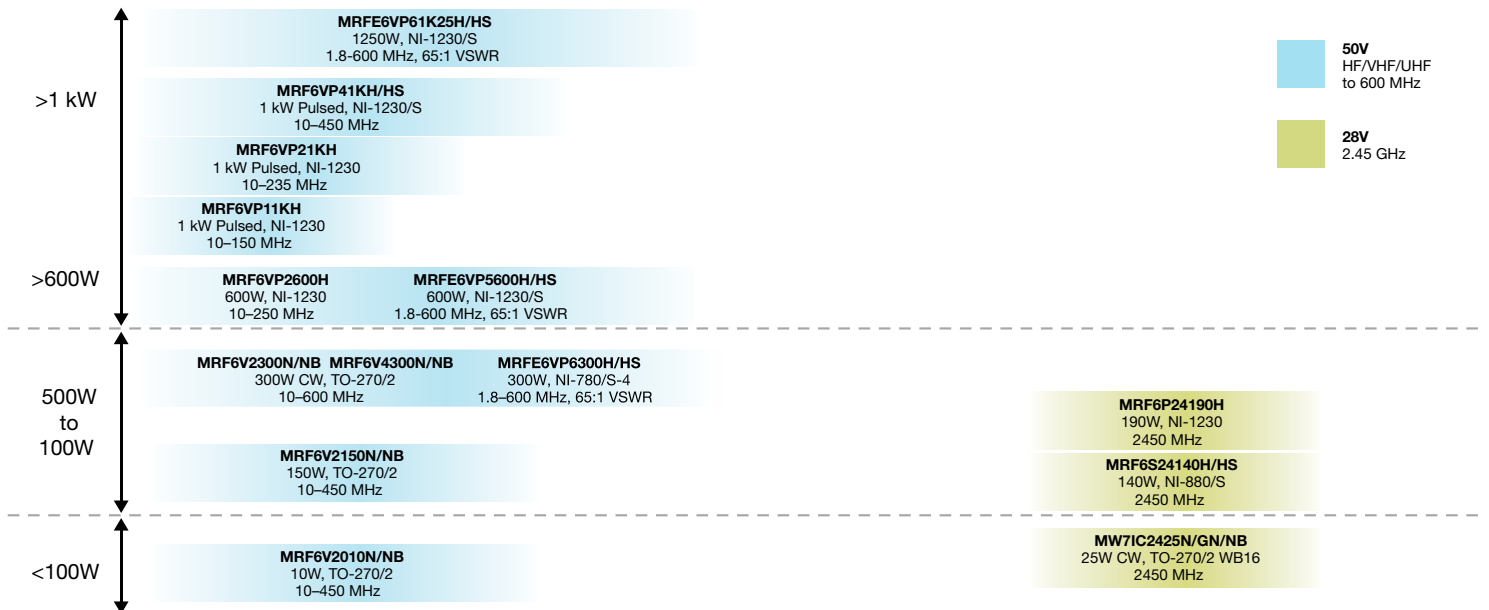 MRFE6VP61K25H/HS
1250W, NI-1230/S
1.8-600 MHz, 65:1 VSWR
50V
HF/VHF/UHF
to 600 MHz
>1 kW
MRF6VP41KH/HS
1 kW Pulsed, NI-1230/S
10–450 MHz
28V
2.45 GHz
MRF6VP21KH
1 kW Pulsed, NI-1230
10–235 MHz
MRF6VP11KH
1 kW Pulsed, NI-1230
10–150 MHz
>600W
MRF6VP2600H
600W, NI-1230
10–250 MHz
MRFE6VP5600H/HS
600W, NI-1230/S
1.8-600 MHz, 65:1 VSWR
500W
to
100W
MRF6V2300N/NB MRF6V4300N/NB
300W CW, TO-270/2
10–600 MHz
MRFE6VP6300H/HS
300W, NI-780/S-4
1.8–600 MHz, 65:1 VSWR
MRF6P24190H
190W, NI-1230
2450 MHz
MRF6V2150N/NB
150W, TO-270/2
10–450 MHz
MRF6S24140H/HS
140W, NI-880/S
2450 MHz
<100W
MRF6V2010N/NB
10W, TO-270/2
10–450 MHz
MW7IC2425N/GN/NB
25W CW, TO-270/2 WB16
2450 MHz